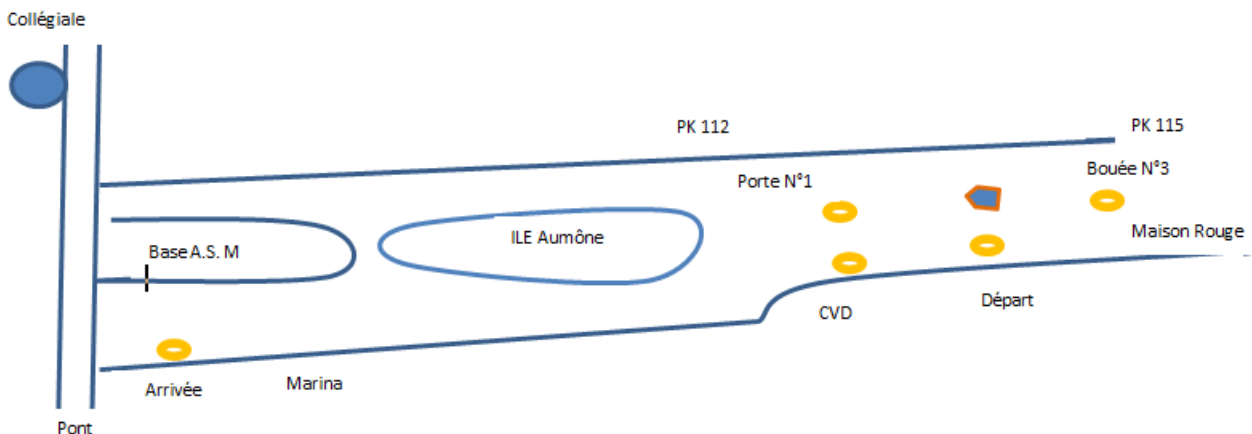 Collégiale
PK 112
PK 115
Porte N°1
Bouée N°3
ILE Aumône
Maison Rouge
Base A.S. M
CVD
Départ
Arrivée
Marina
Pont